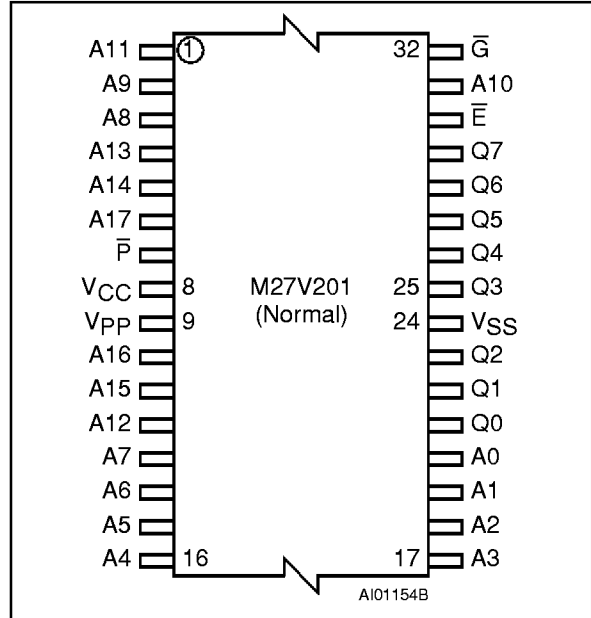 A11 1 32 G̅
A9 A10
A8 E̅
A13 Q7
A14 Q6
A17 Q5
P̅ Q4
VCC 8 M27V201 25 Q3
(Normal)
VPP 9 24 VSS
A16 Q2
A15 Q1
A12 Q0
A7 A0
A6 A1
A5 A2
A4 16 17 A3
AI01154B